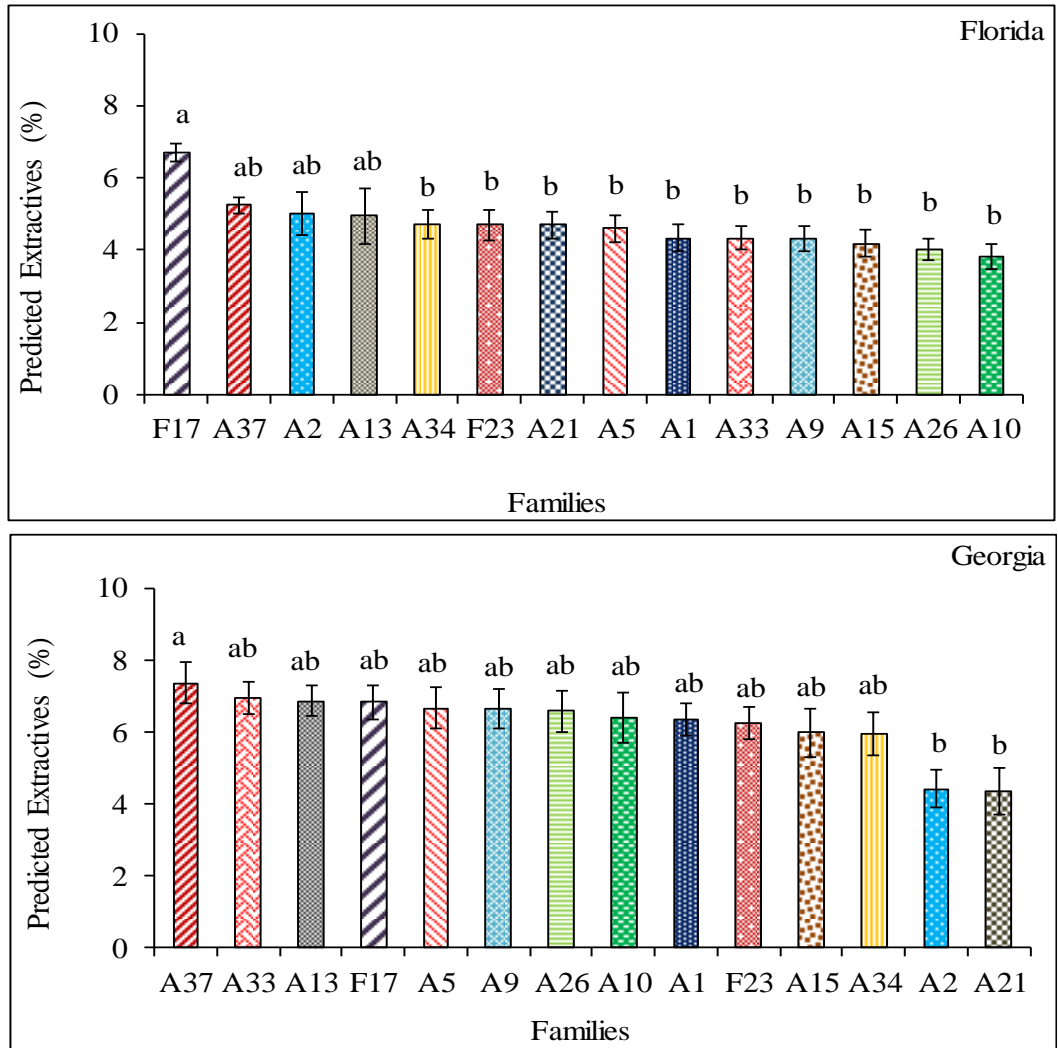 Florida
Predicted Extractives (%)
10
8
6
4
2
0
a ab ab ab b b b b b b b b b b
F17 A37 A2 A13 A34 F23 A21 A5 A1 A33 A9 A15 A26 A10
Families
Georgia
Predicted Extractives (%)
10
8
6
4
2
0
a ab ab ab ab ab ab ab ab ab ab ab b b
A37 A33 A13 F17 A5 A9 A26 A10 A1 F23 A15 A34 A2 A21
Families